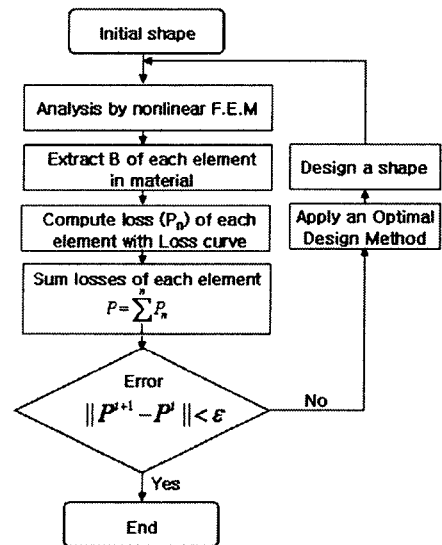 Initial shape
Analysis by nonlinear F.E.M
Extract B of each element
in material
Compute loss (Pn) of each
element with Loss curve
Sum losses of each element
P = ∑ⁿ Pn
Error
‖ Pⁱ⁺¹ − Pⁱ ‖ < ε
No
Apply an Optimal
Design Method
Design a shape
Yes
End